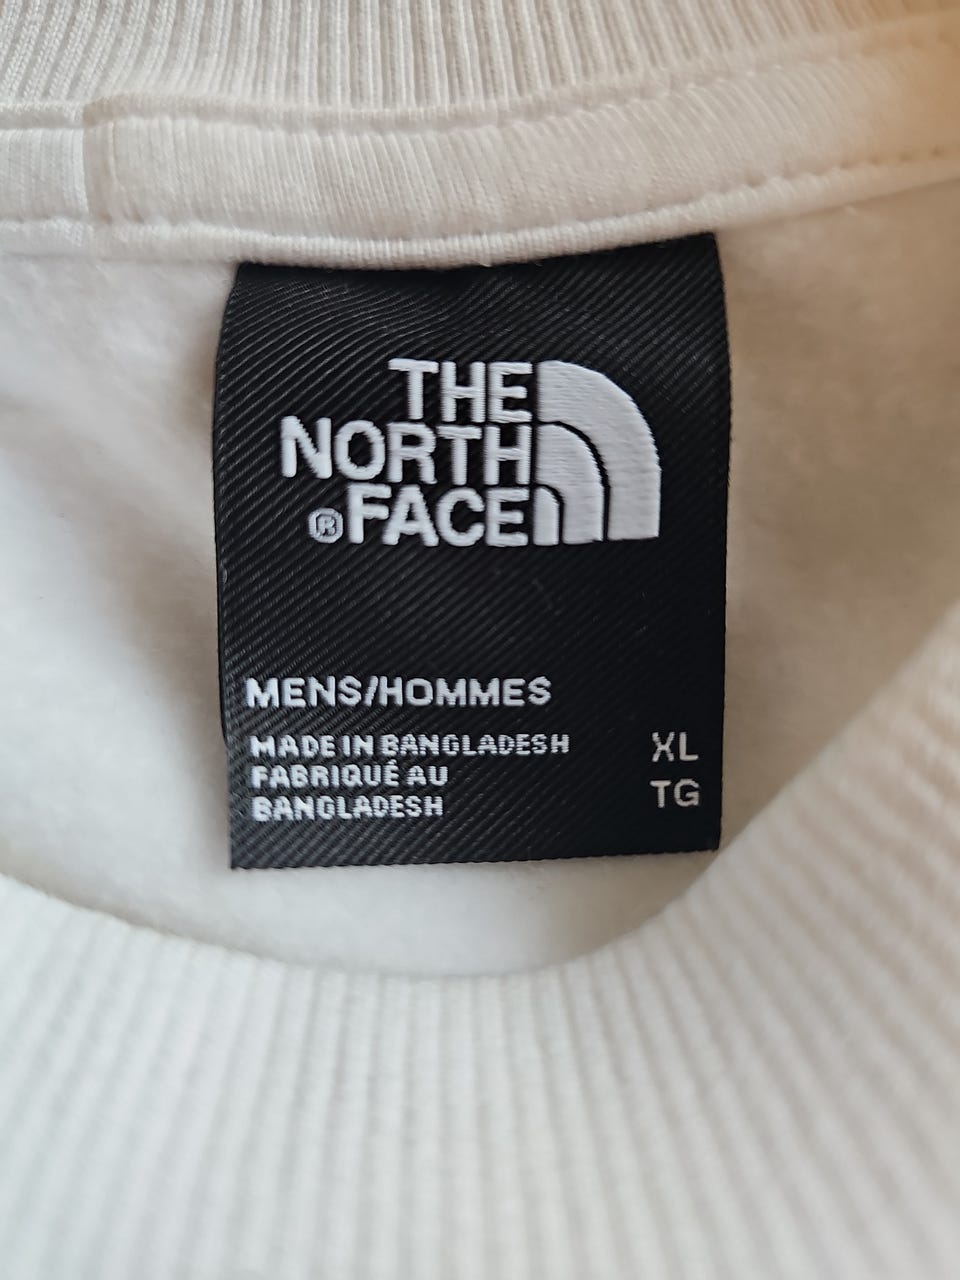 THE
NORTH
®FACE
MENS/HOMMES
MADE IN BANGLADESH XL
FABRIQUÉ AU TG
BANGLADESH